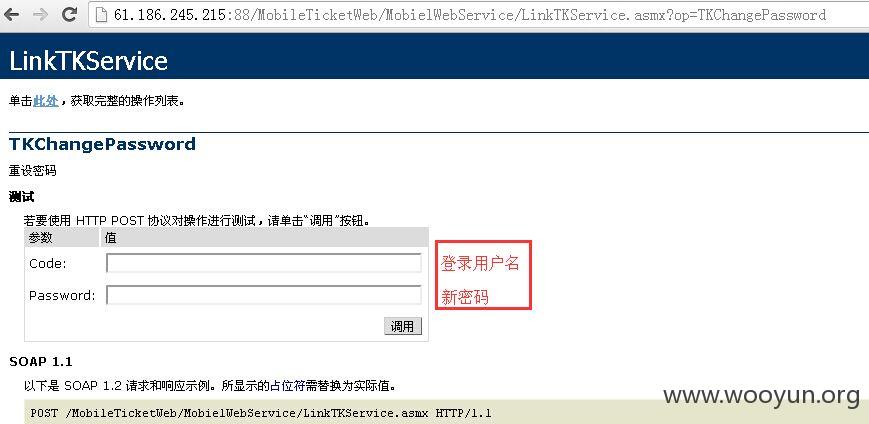 61.186.245.215:88/MobileTicketWeb/MobielWebService/LinkTKService.asmx?op=TKChangePassword
LinkTKService
单击此处，获取完整的操作列表。
TKChangePassword
重设密码
测试
若要使用 HTTP POST 协议对操作进行测试，请单击“调用”按钮。
参数 值
Code: 登录用户名
Password: 新密码
调用
SOAP 1.1
以下是 SOAP 1.2 请求和响应示例。所显示的占位符需替换为实际值。
www.wooyun.org
POST /MobileTicketWeb/MobielWebService/LinkTKService.asmx HTTP/1.1